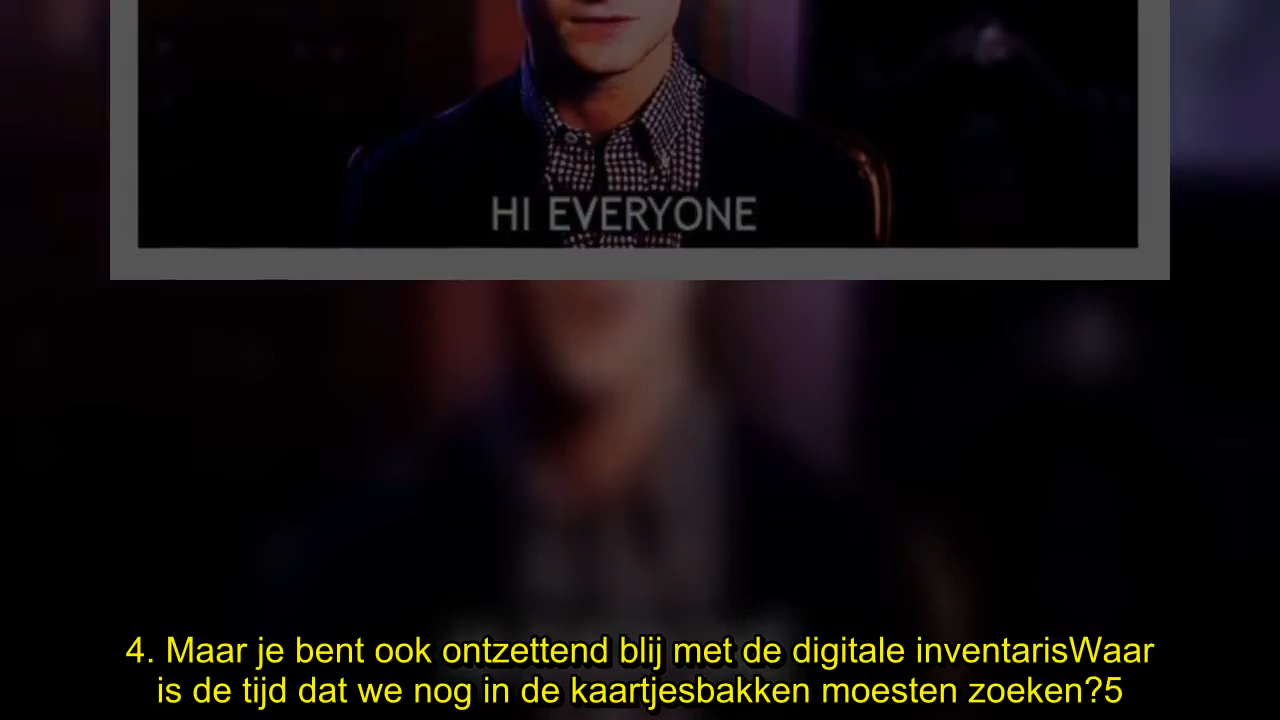 HI EVERYONE
4. Maar je bent ook ontzettend blij met de digitale inventarisWaar
is de tijd dat we nog in de kaartjesbakken moesten zoeken?5